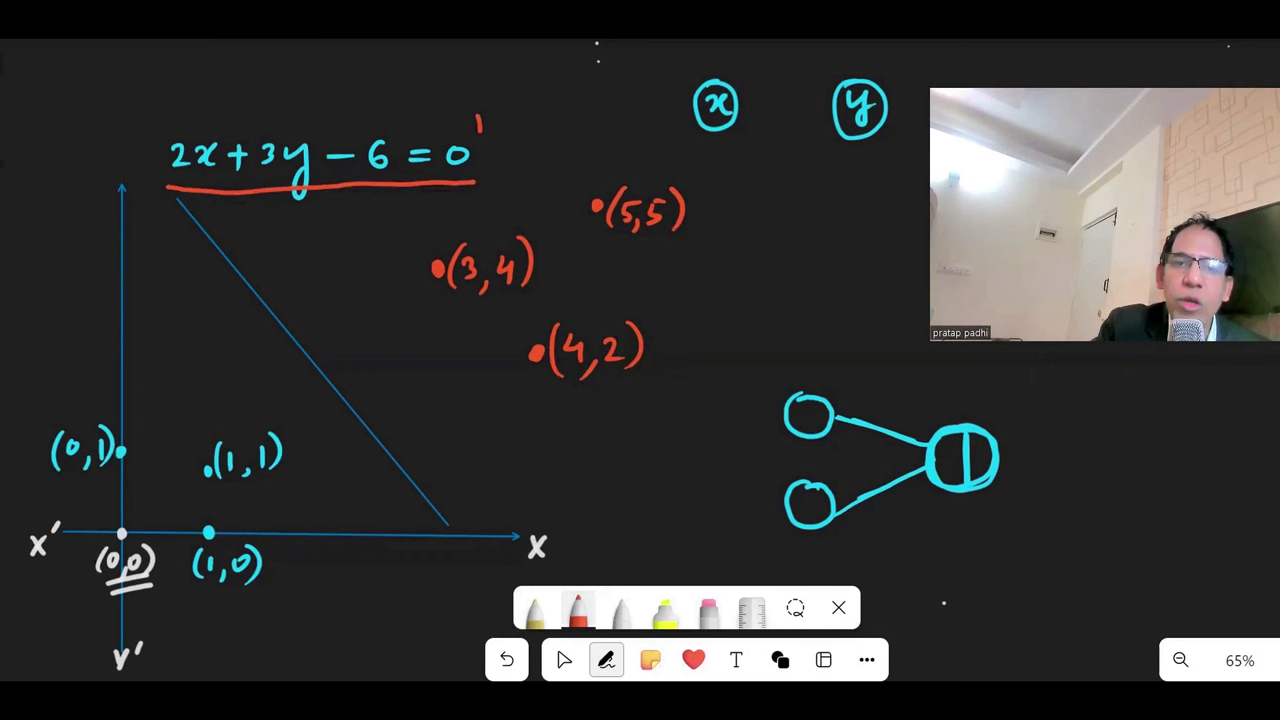 2x + 3y - 6 = 0
x
y
(5,5)
(3,4)
(4,2)
(0,1)
(1,1)
(0,0)
(1,0)
X'
X
Y'
pratap padhi
T
65%